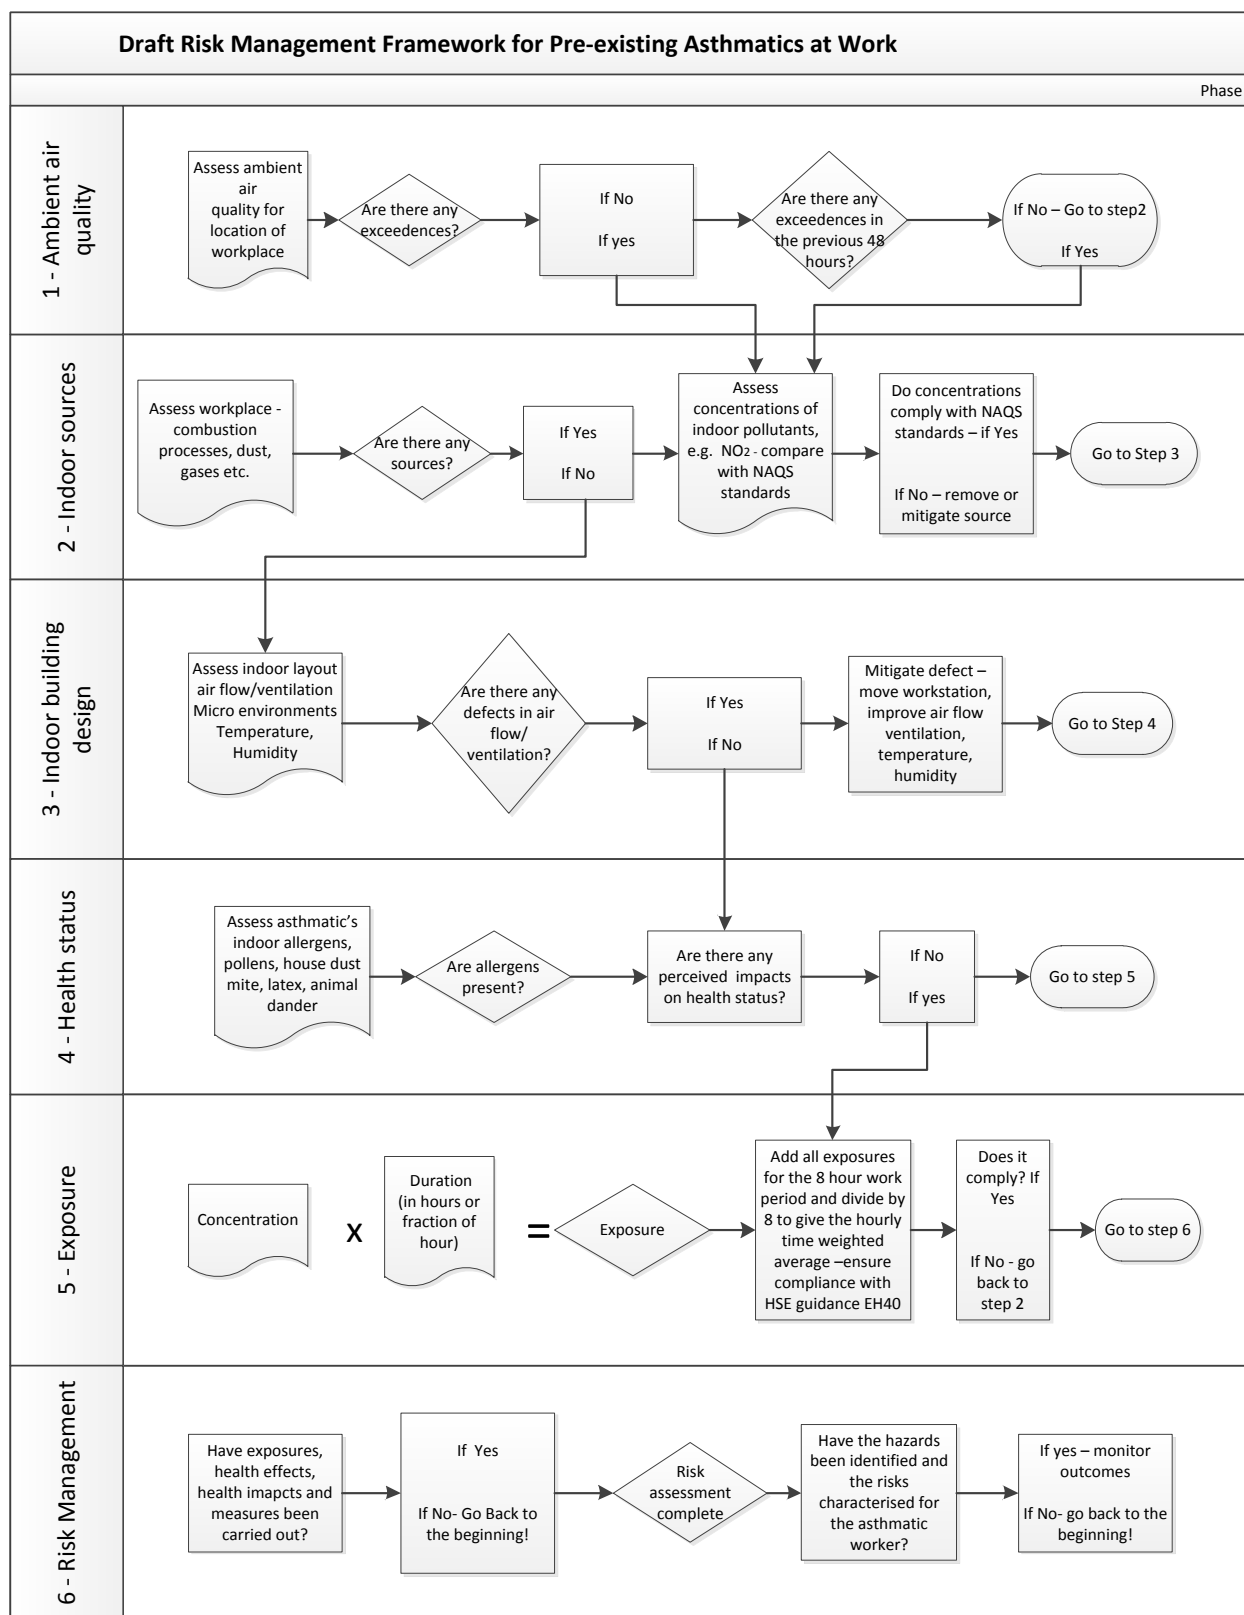 Draft Risk Management Framework for Pre-existing Asthmatics at Work
Phase
1 - Ambient air
quality
Assess ambient
air
quality for
location of
workplace
Are there any
exceedences?
If No
If yes
Are there any
exceedences in
the previous 48
hours?
If No – Go to step2
If Yes
2 - Indoor sources
Assess workplace -
combustion
processes, dust,
gases etc.
Are there any
sources?
If Yes
If No
Assess
concentrations of
indoor pollutants,
e.g. NO2 - compare
with NAQS
standards
Do concentrations
comply with NAQS
standards – if Yes
If No – remove or
mitigate source
Go to Step 3
3 - Indoor building
design
Assess indoor layout
air flow/ventilation
Micro environments
Temperature,
Humidity
Are there any
defects in air
flow/
ventilation?
If Yes
If No
Mitigate defect –
move workstation,
improve air flow
ventilation,
temperature,
humidity
Go to Step 4
4 - Health status
Assess asthmatic’s
indoor allergens,
pollens, house dust
mite, latex, animal
dander
Are allergens
present?
Are there any
perceived impacts
on health status?
If No
If yes
Go to step 5
5 - Exposure
Concentration
x
Duration
(in hours or
fraction of
hour)
=
Exposure
Add all exposures
for the 8 hour work
period and divide by
8 to give the hourly
time weighted
average –ensure
compliance with
HSE guidance EH40
Does it
comply? If
Yes
If No - go
back to
step 2
Go to step 6
6 - Risk Management
Have exposures,
health effects,
health imapcts and
measures been
carried out?
If Yes
If No- Go Back to
the beginning!
Risk
assessment
complete
Have the hazards
been identified and
the risks
characterised for
the asthmatic
worker?
If yes – monitor
outcomes
If No- go back to the
beginning!